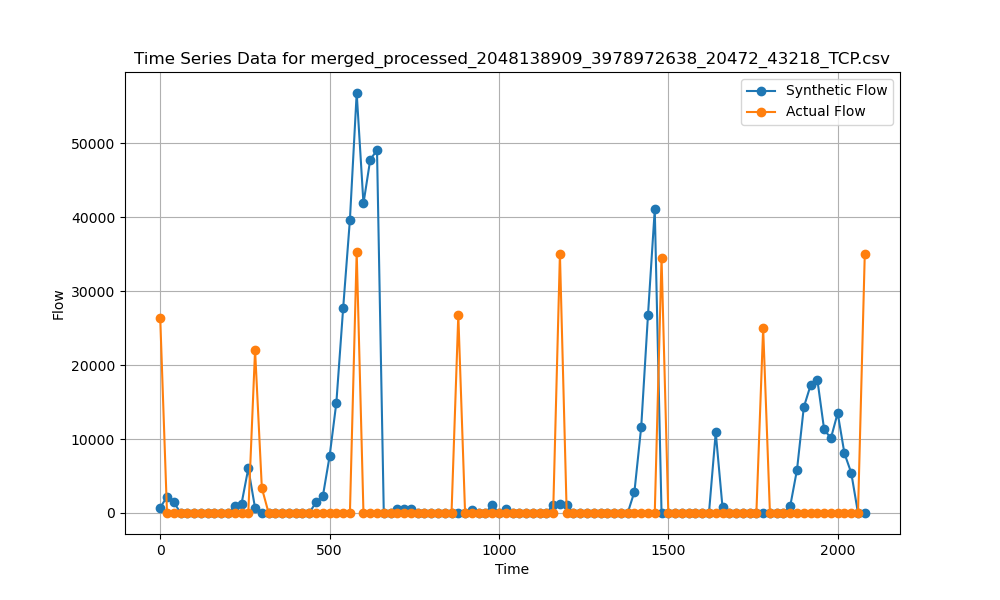 Time Series Data for merged_processed_2048138909_3978972638_20472_43218_TCP.csv
Synthetic Flow
Actual Flow
50000
40000
30000
20000
10000
0
Flow
0 500 1000 1500 2000
Time